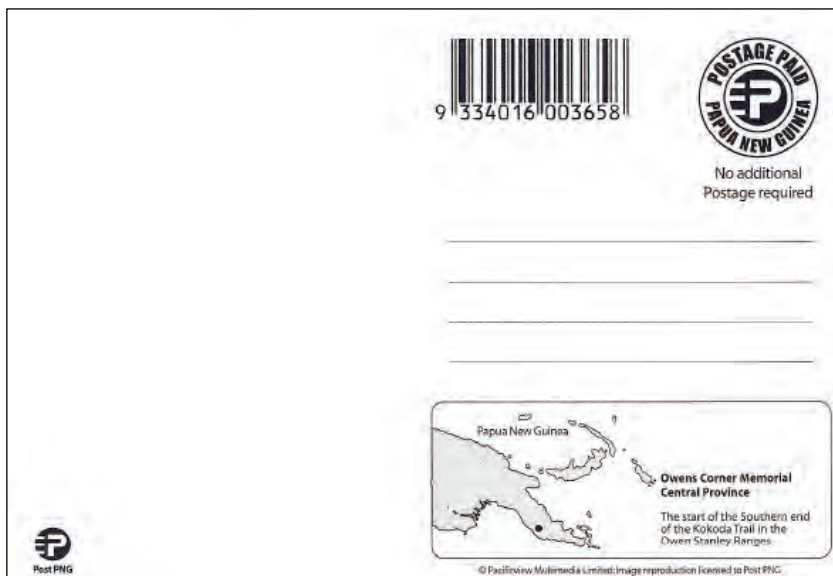 9 334016 003658
POSTAGE PAID
PAPUA NEW GUINEA
No additional
Postage required
Papua New Guinea
Owens Corner Memorial
Central Province
The start of the Southern end
of the Kokoda Trail in the
Owen Stanley Ranges
Post PNG
© Pacificview Multimedia Limited: Image reproduction licensed to Post PNG